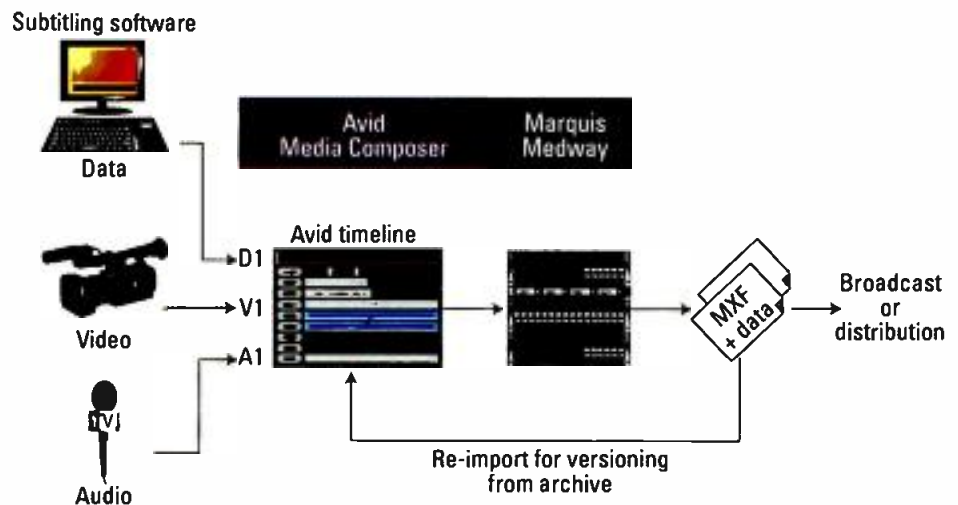 Subtitling software
Data
Avid
Media Composer
Marquis
Medway
Avid timeline
D1
V1
A1
Video
TV
Audio
MXF
+ data
Broadcast
or
distribution
Re-import for versioning
from archive